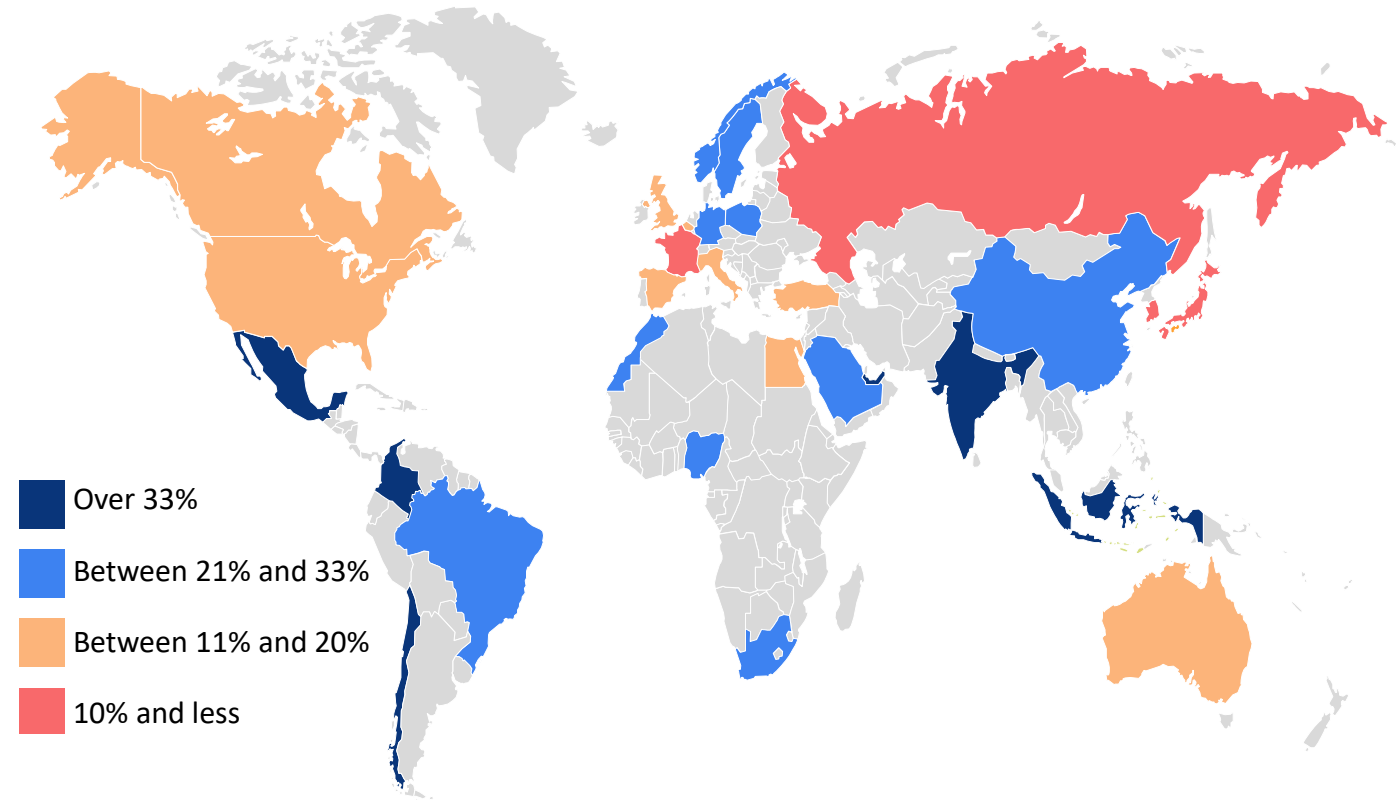 Over 33%
Between 21% and 33%
Between 11% and 20%
10% and less